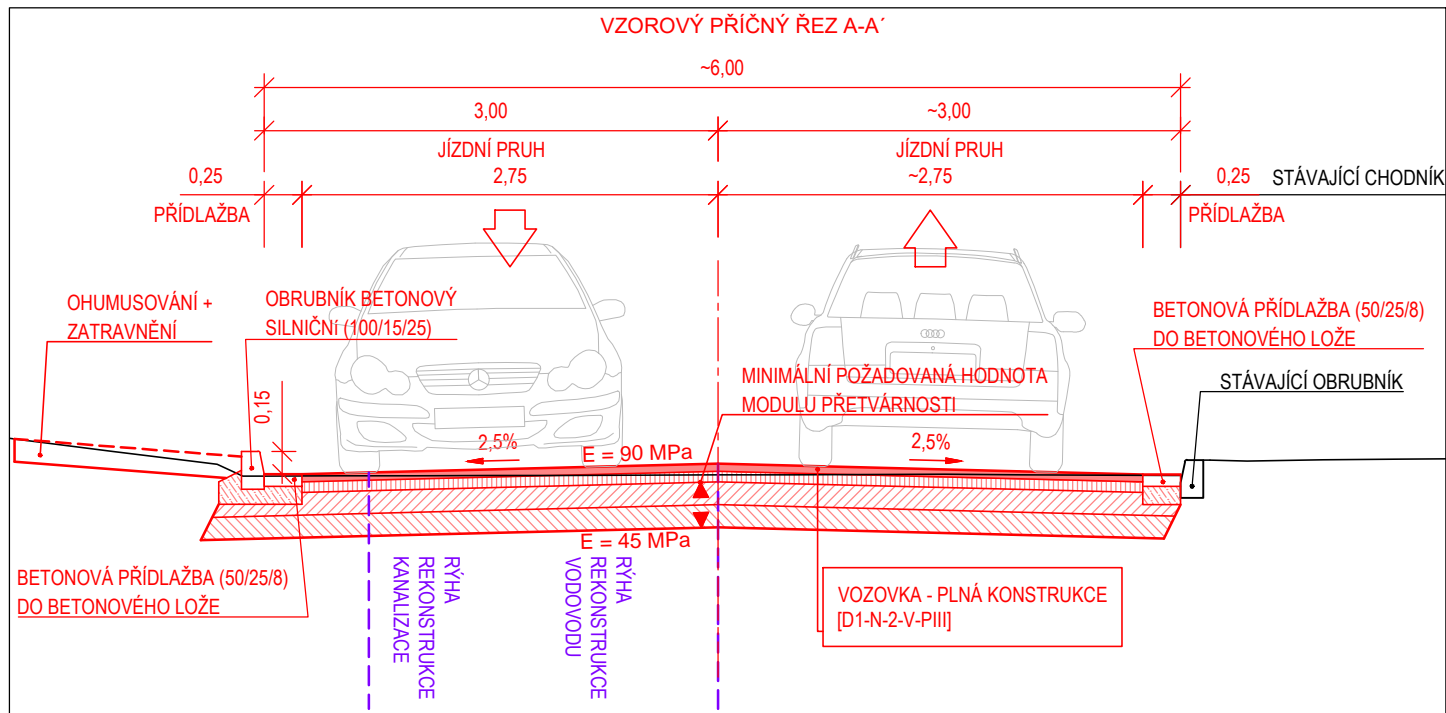 VZOROVÝ PŘÍČNÝ ŘEZ A-A´
~6,00
3,00
~3,00
JÍZDNÍ PRUH
JÍZDNÍ PRUH
0,25
2,75
~2,75
0,25
STÁVAJÍCÍ CHODNÍK
PŘÍDLAŽBA
PŘÍDLAŽBA
OHUMUSOVÁNÍ +
ZATRAVNĚNÍ
OBRUBNÍK BETONOVÝ
SILNIČNÍ (100/15/25)
BETONOVÁ PŘÍDLAŽBA (50/25/8)
DO BETONOVÉHO LOŽE
MINIMÁLNÍ POŽADOVANÁ HODNOTA
MODULU PŘETVÁRNOSTI
STÁVAJÍCÍ OBRUBNÍK
0,15
2,5%
E = 90 MPa
2,5%
E = 45 MPa
BETONOVÁ PŘÍDLAŽBA (50/25/8)
DO BETONOVÉHO LOŽE
RÝHA
REKONSTRUKCE
KANALIZACE
RÝHA
REKONSTRUKCE
VODOVODU
VOZOVKA - PLNÁ KONSTRUKCE
[D1-N-2-V-PIII]